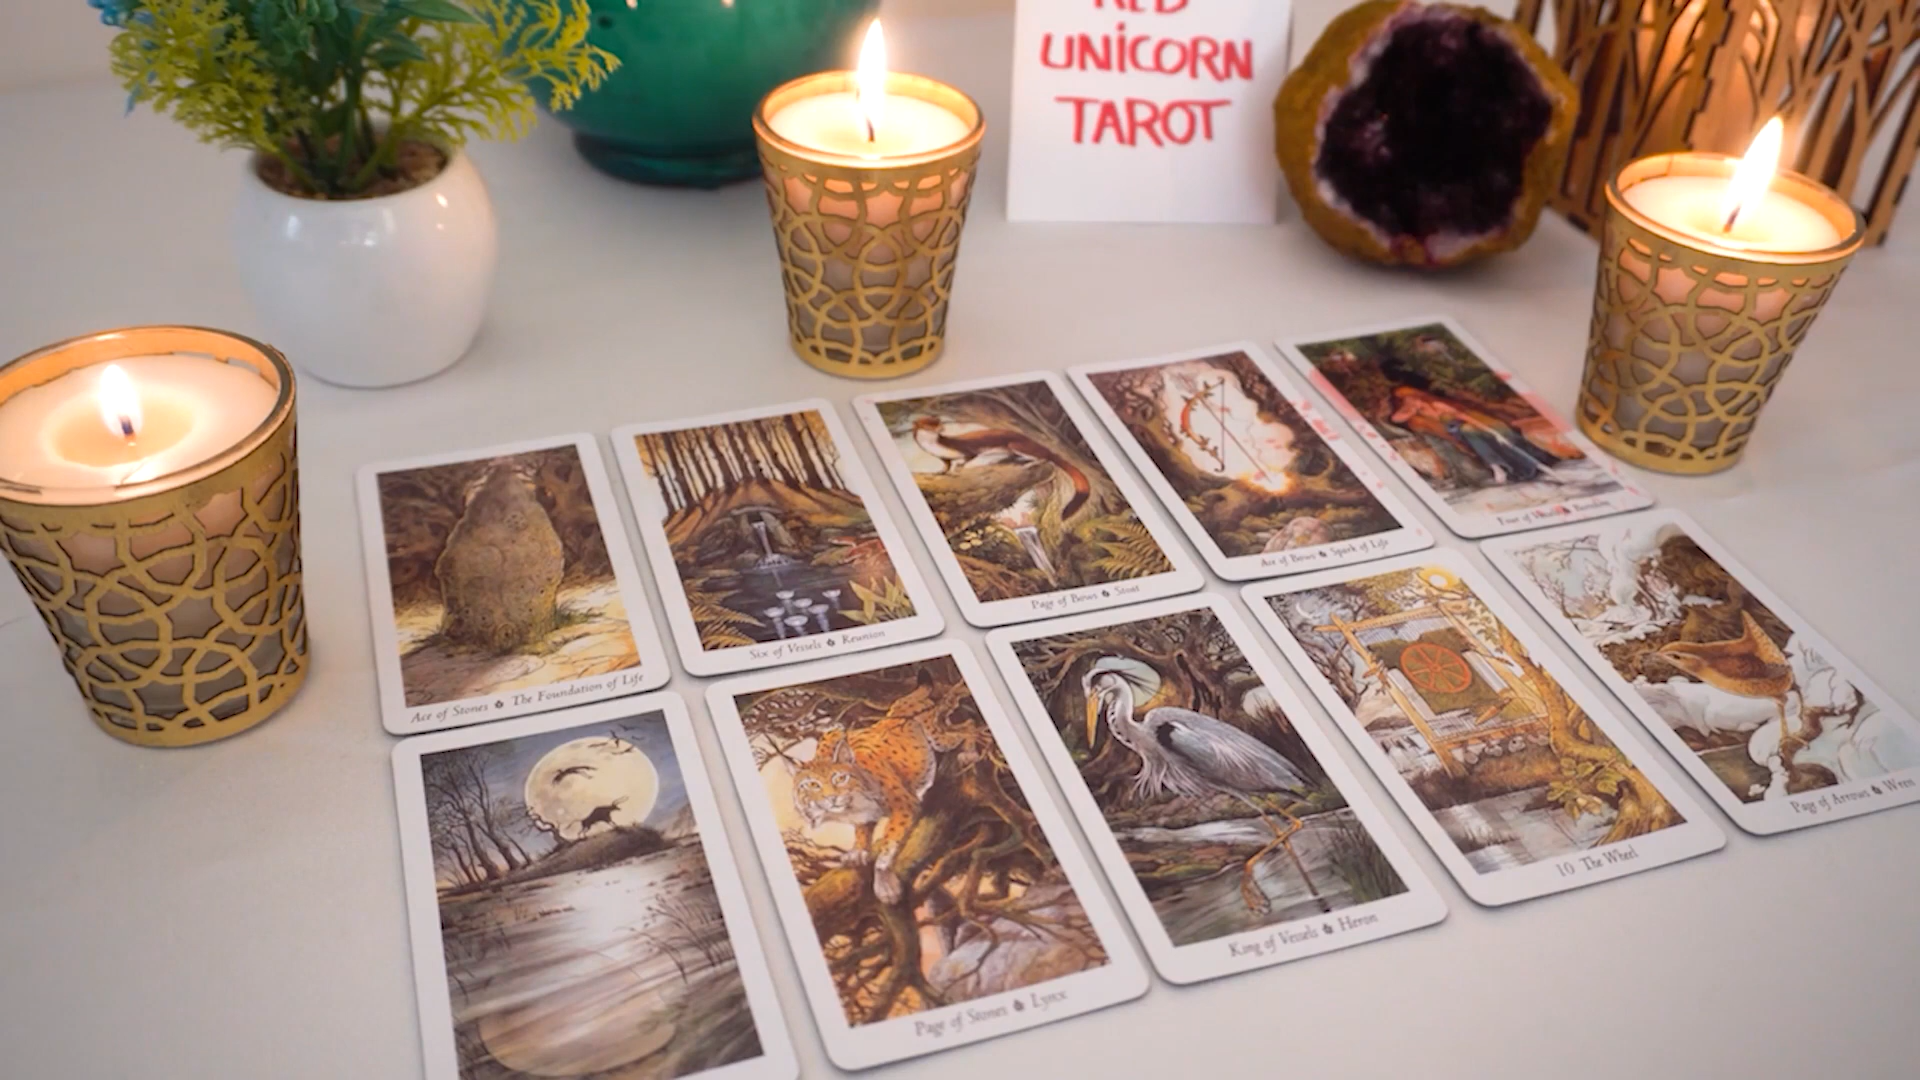 RED
UNiCORN
TAROT
Ace of Stones The Foundation of Life
Six of Vessels Reunion
Page of Bows Stoat
Ace of Bows Spark of Life
Page of Stones Lynx
King of Vessels Heron
10 The Wheel
Page of Arrows Wren